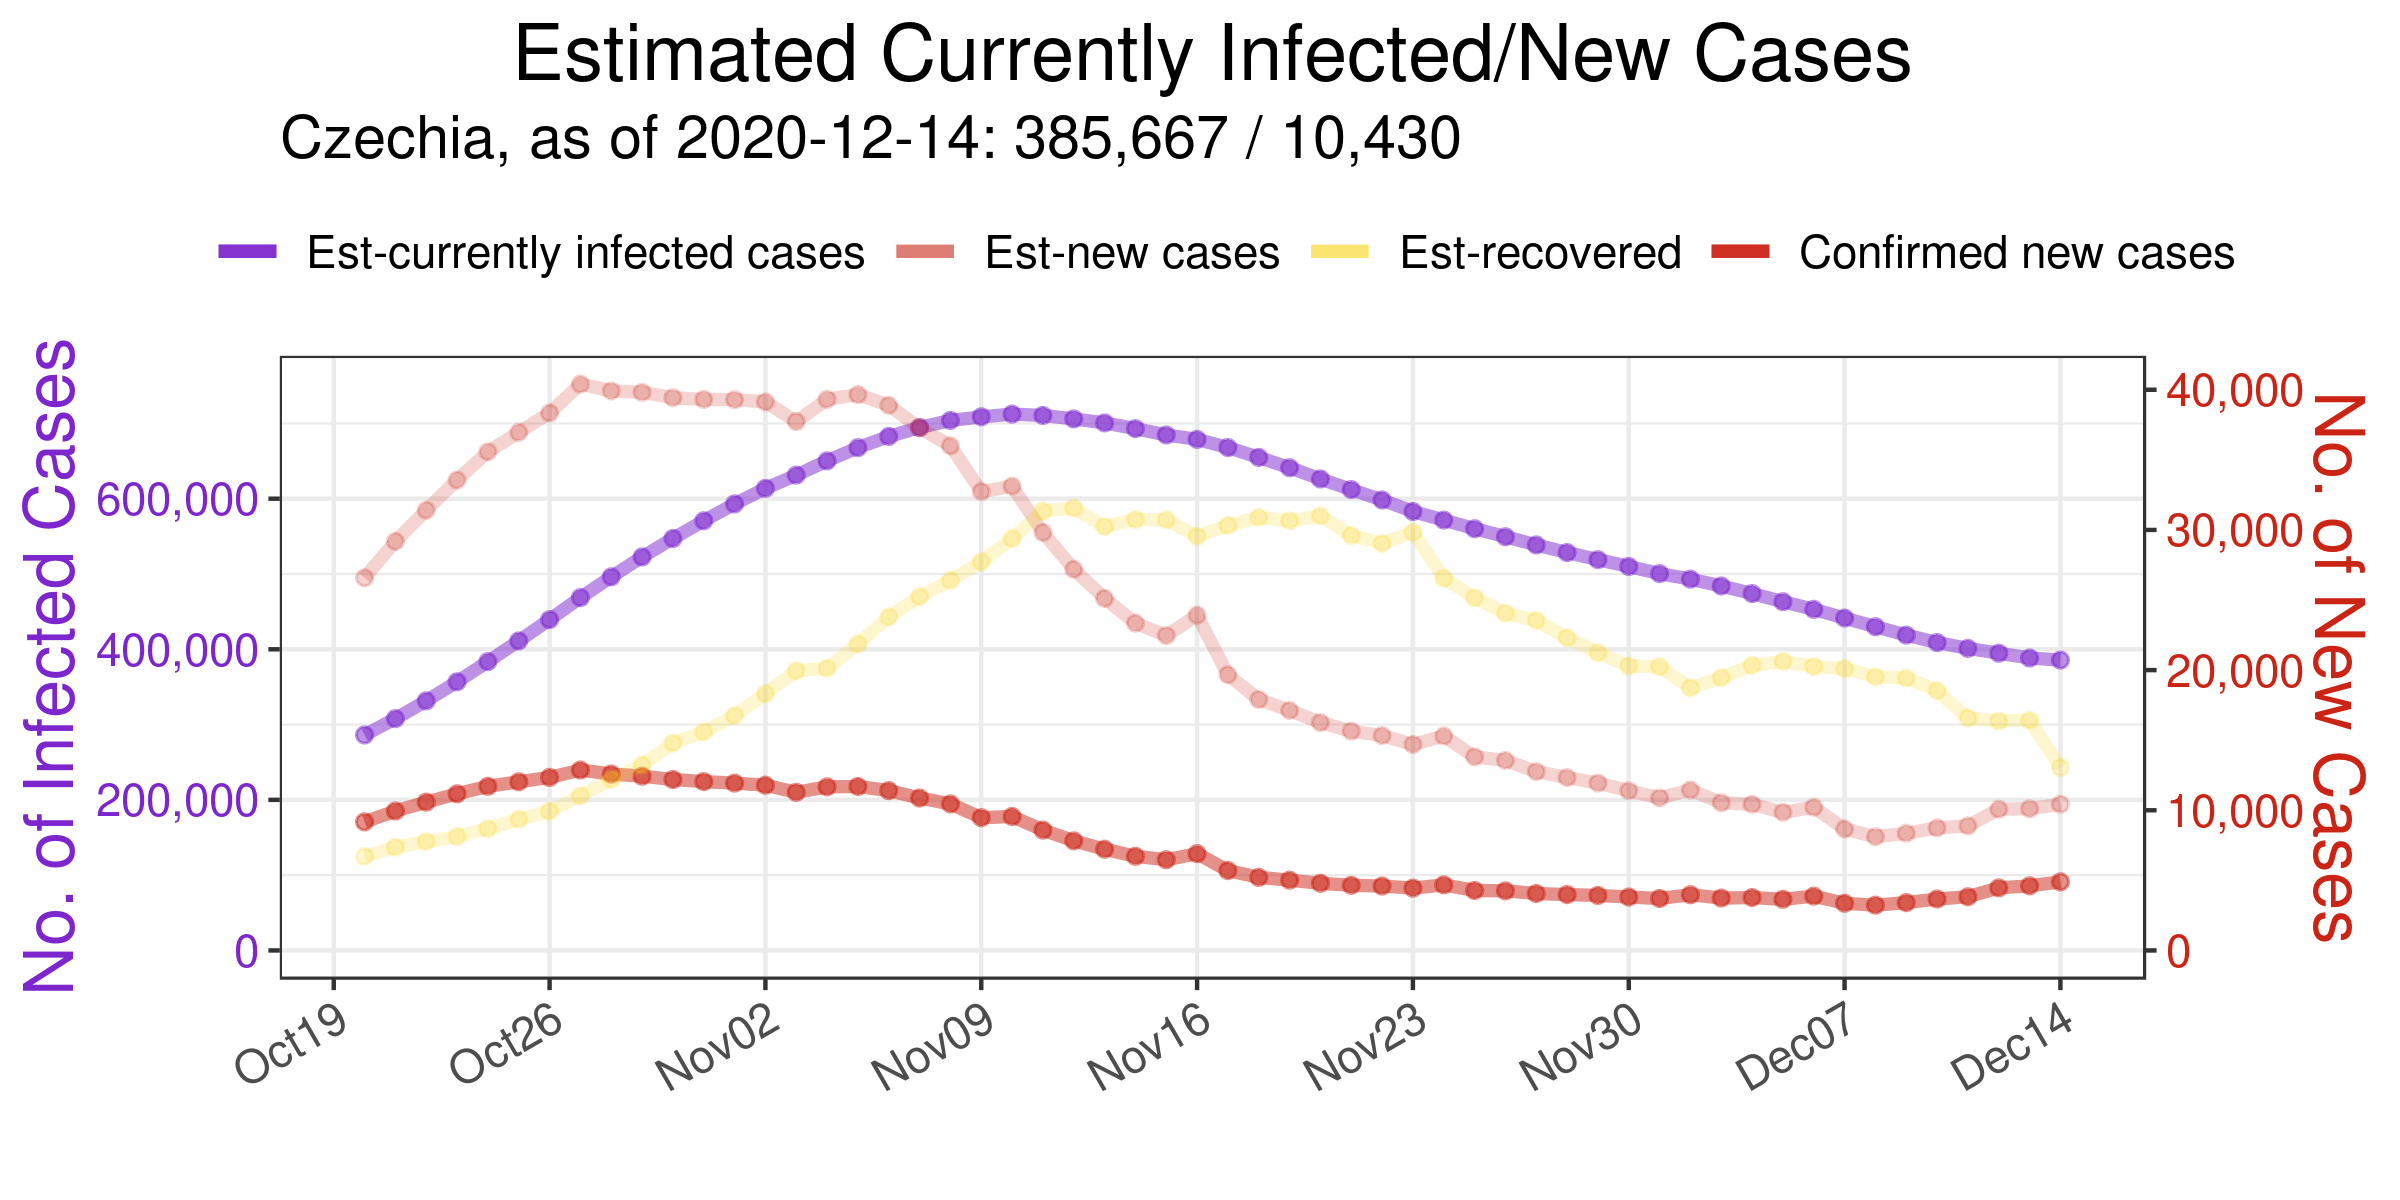 Estimated Currently Infected/New Cases
Czechia, as of 2020-12-14: 385,667 / 10,430
Est-currently infected cases Est-new cases Est-recovered Confirmed new cases
No. of Infected Cases
600,000
400,000
200,000
0
40,000
30,000
20,000
10,000
0
No. of New Cases
Oct19 Oct26 Nov02 Nov09 Nov16 Nov23 Nov30 Dec07 Dec14